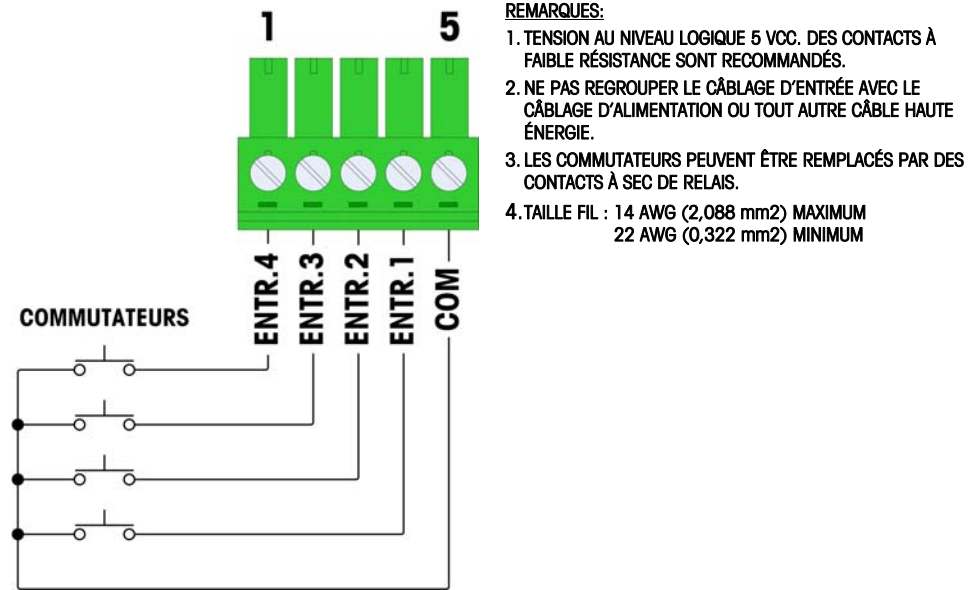 1 5
ENTR.4
ENTR.3
ENTR.2
ENTR.1
COM
COMMUTATEURS
REMARQUES:
1. TENSION AU NIVEAU LOGIQUE 5 VCC. DES CONTACTS À
FAIBLE RÉSISTANCE SONT RECOMMANDÉS.
2. NE PAS REGROUPER LE CÂBLAGE D'ENTRÉE AVEC LE
CÂBLAGE D'ALIMENTATION OU TOUT AUTRE CÂBLE HAUTE
ÉNERGIE.
3. LES COMMUTATEURS PEUVENT ÊTRE REMPLACÉS PAR DES
CONTACTS À SEC DE RELAIS.
4. TAILLE FIL : 14 AWG (2,088 mm2) MAXIMUM
22 AWG (0,322 mm2) MINIMUM